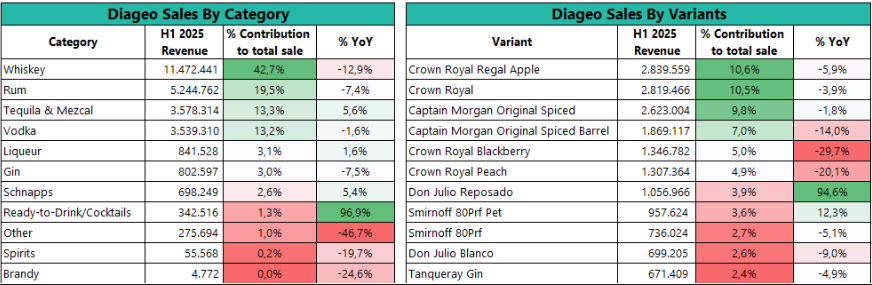 Diageo Sales By Category
Category H1 2025 Revenue % Contribution to total sale % YoY
Whiskey 11.472.441 42,7% -12,9%
Rum 5.244.762 19,5% -7,4%
Tequila & Mezcal 3.578.314 13,3% 5,6%
Vodka 3.539.310 13,2% -1,6%
Liqueur 841.528 3,1% 1,6%
Gin 802.597 3,0% -7,5%
Schnapps 698.249 2,6% 5,4%
Ready-to-Drink/Cocktails 342.516 1,3% 96,9%
Other 275.694 1,0% -46,7%
Spirits 55.568 0,2% -19,7%
Brandy 4.772 0,0% -24,6%
Diageo Sales By Variants
Variant H1 2025 Revenue % Contribution to total sale % YoY
Crown Royal Regal Apple 2.839.559 10,6% -5,9%
Crown Royal 2.819.466 10,5% -3,9%
Captain Morgan Original Spiced 2.623.004 9,8% -1,8%
Captain Morgan Original Spiced Barrel 1.869.117 7,0% -14,0%
Crown Royal Blackberry 1.346.782 5,0% -29,7%
Crown Royal Peach 1.307.364 4,9% -20,1%
Don Julio Reposado 1.056.966 3,9% 94,6%
Smirnoff 80Prf Pet 957.624 3,6% 12,3%
Smirnoff 80Prf 736.024 2,7% -5,1%
Don Julio Blanco 699.205 2,6% -9,0%
Tanqueray Gin 671.409 2,4% -4,9%